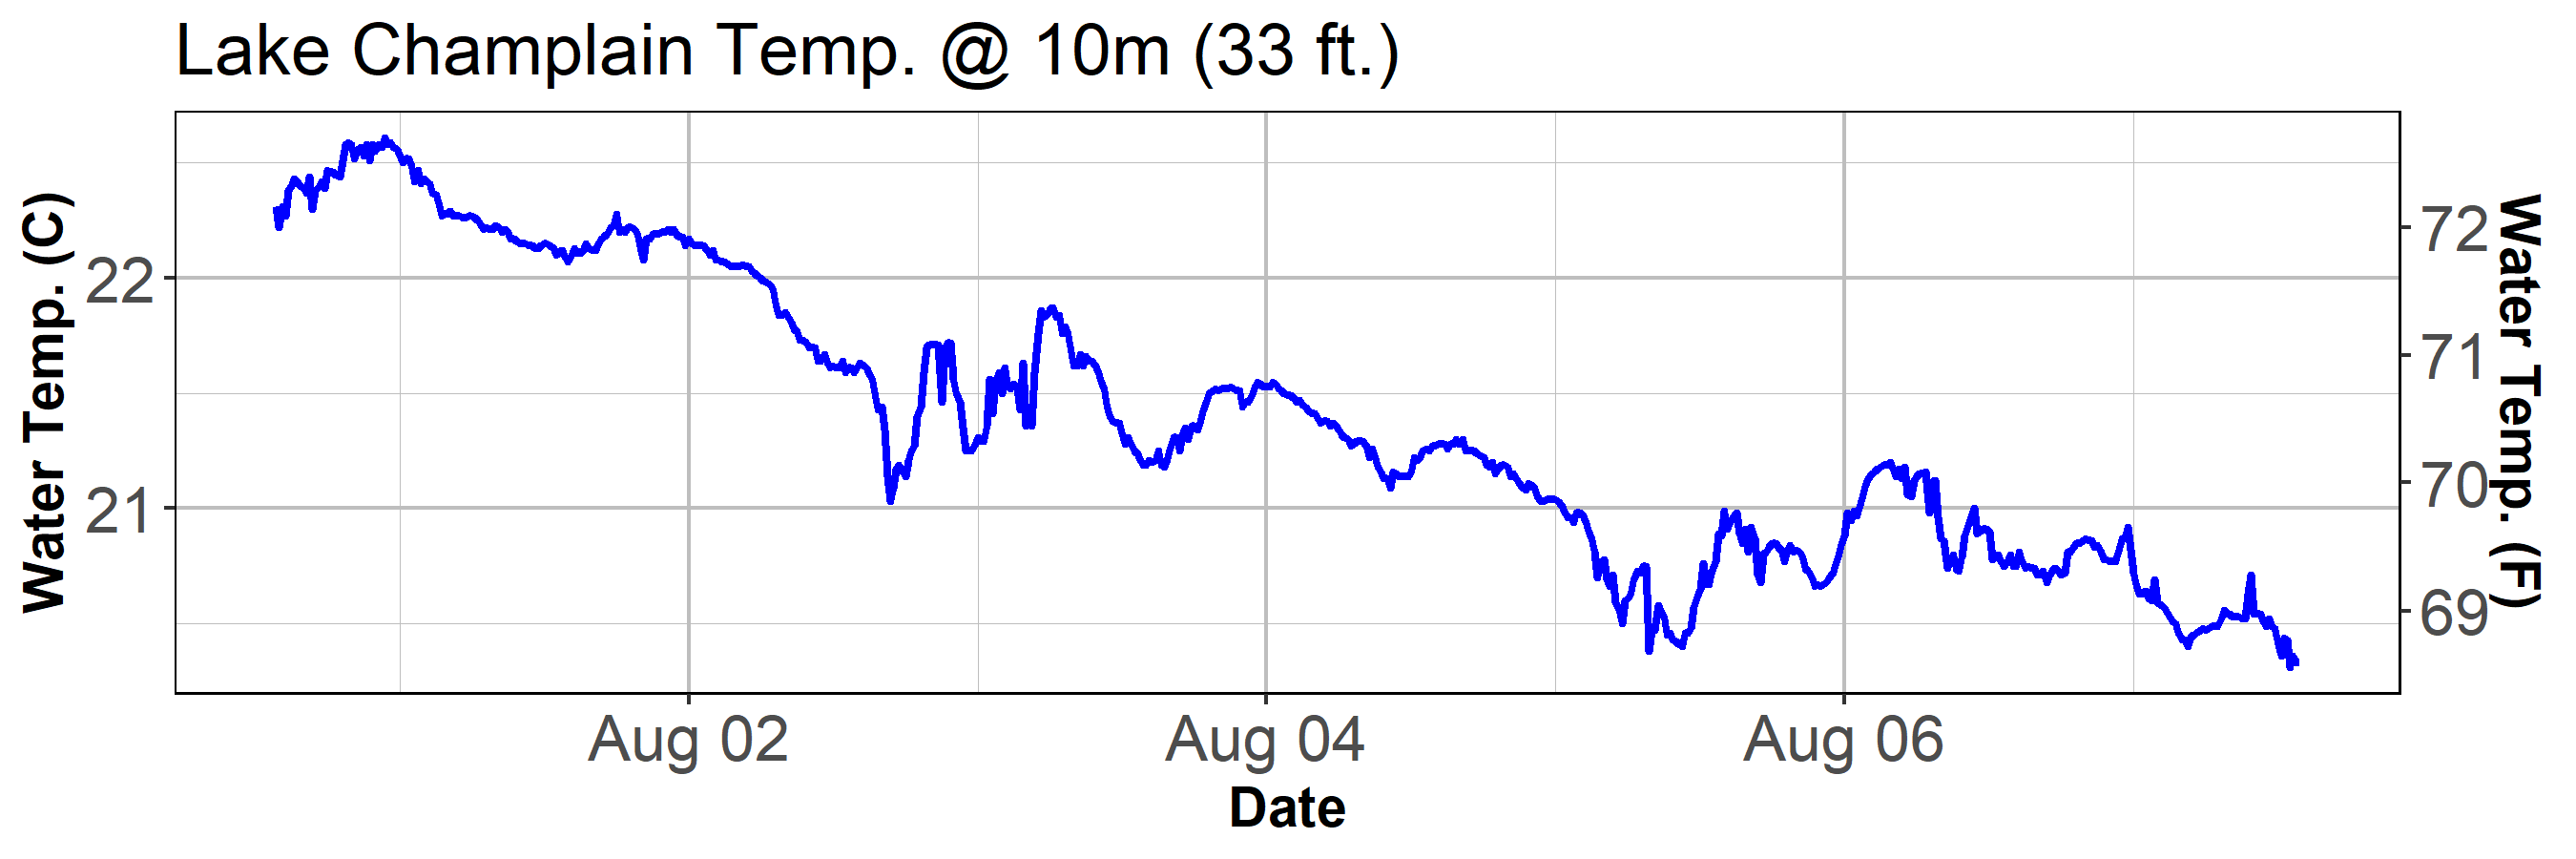 Lake Champlain Temp. @ 10m (33 ft.)
Water Temp. (C)
22
21
72
71
70
69
Water Temp. (F)
Aug 02
Aug 04
Aug 06
Date